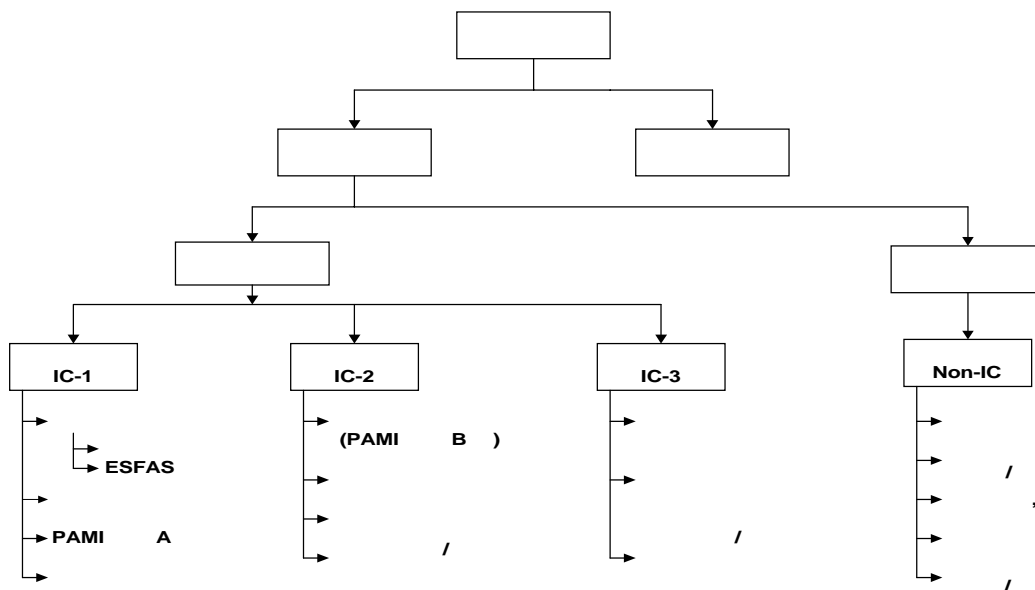 IC-1
IC-2
IC-3
Non-IC
ESFAS
PAMI A
(PAMI B )
/
/
/
,
/